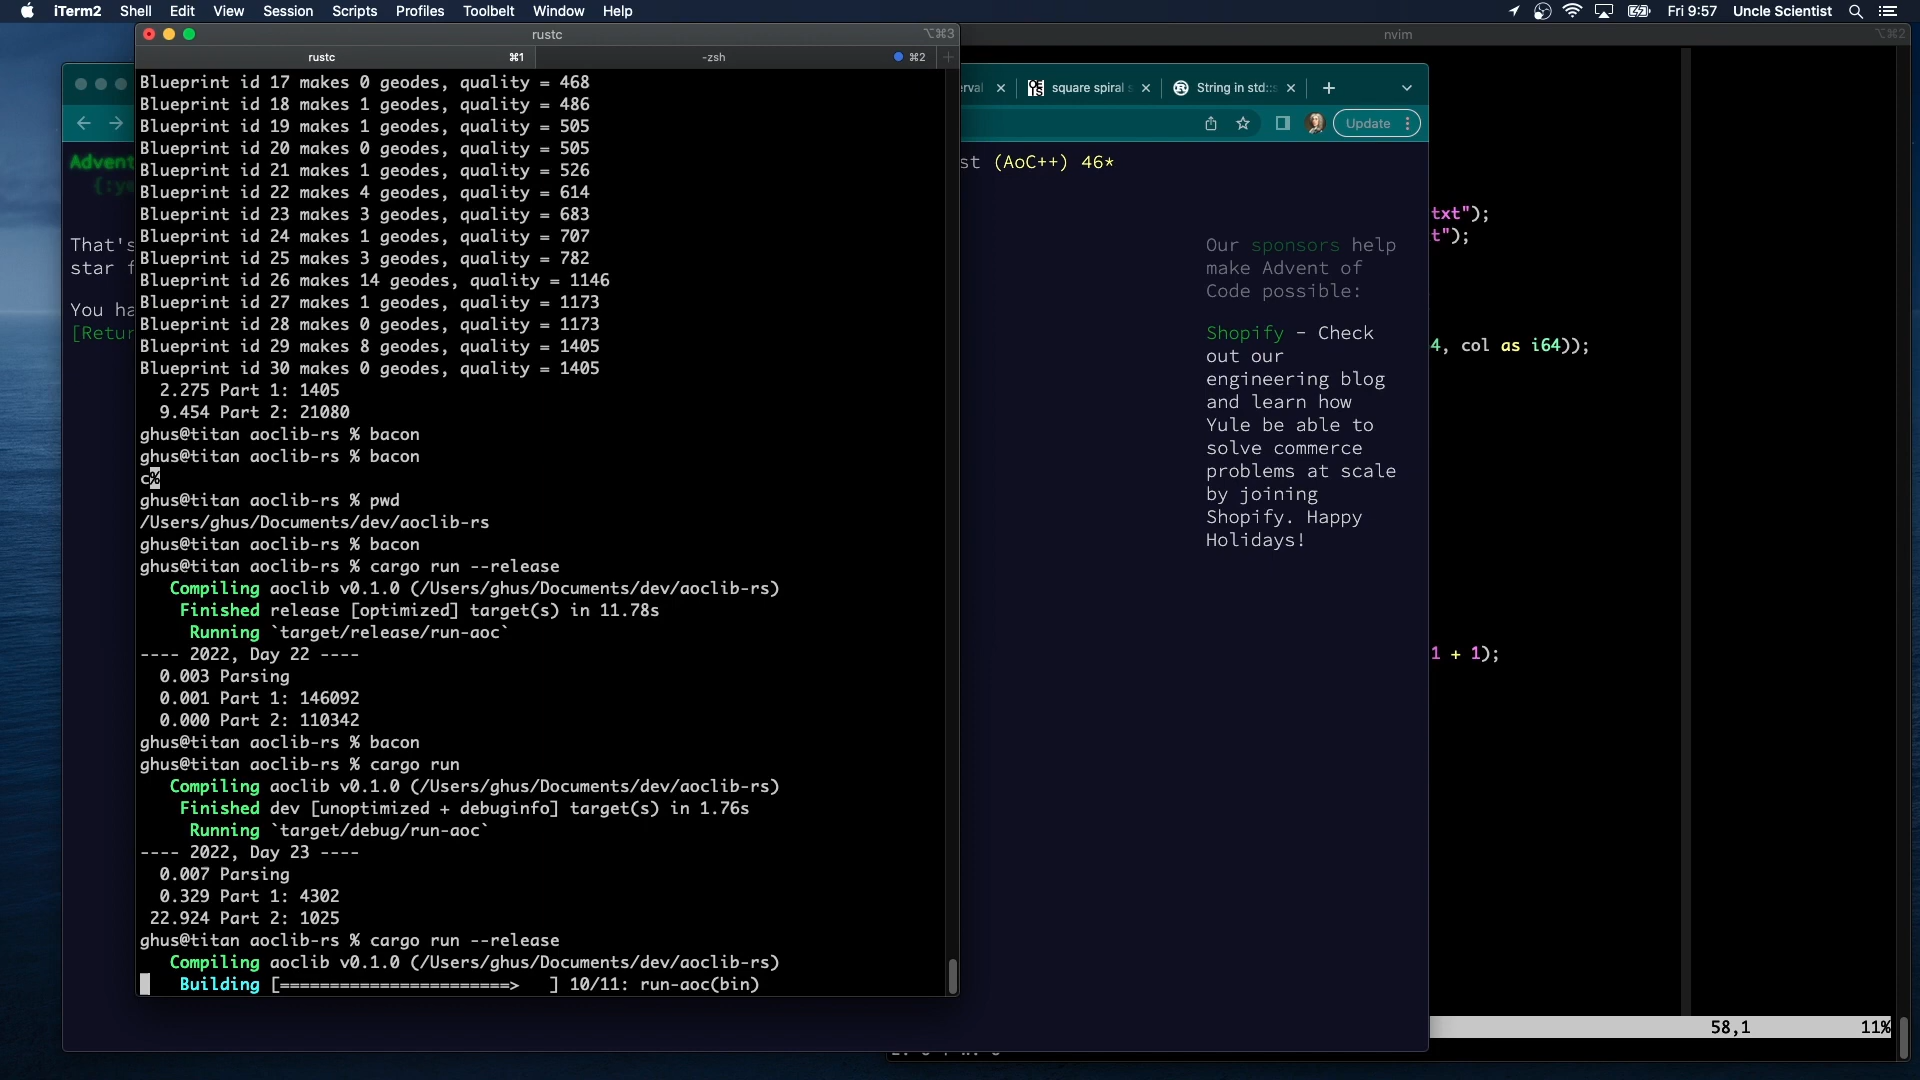 iTerm2 Shell Edit View Session Scripts Profiles Toolbelt Window Help Fri 9:57 Uncle Scientist
rustc ⌥⌘3
nvim ⌥⌘2
rustc ⌘1 -zsh ⌘2
Blueprint id 17 makes 0 geodes, quality = 468
Blueprint id 18 makes 1 geodes, quality = 486
Blueprint id 19 makes 1 geodes, quality = 505
Blueprint id 20 makes 0 geodes, quality = 505
Blueprint id 21 makes 1 geodes, quality = 526
Blueprint id 22 makes 4 geodes, quality = 614
Blueprint id 23 makes 3 geodes, quality = 683
Blueprint id 24 makes 1 geodes, quality = 707
Blueprint id 25 makes 3 geodes, quality = 782
Blueprint id 26 makes 14 geodes, quality = 1146
Blueprint id 27 makes 1 geodes, quality = 1173
Blueprint id 28 makes 0 geodes, quality = 1173
Blueprint id 29 makes 8 geodes, quality = 1405
Blueprint id 30 makes 0 geodes, quality = 1405
2.275 Part 1: 1405
9.454 Part 2: 21080
ghus@titan aoclib-rs % bacon
ghus@titan aoclib-rs % bacon
c%
ghus@titan aoclib-rs % pwd
/Users/ghus/Documents/dev/aoclib-rs
ghus@titan aoclib-rs % bacon
ghus@titan aoclib-rs % cargo run --release
Compiling aoclib v0.1.0 (/Users/ghus/Documents/dev/aoclib-rs)
Finished release [optimized] target(s) in 11.78s
Running `target/release/run-aoc`
---- 2022, Day 22 ----
0.003 Parsing
0.001 Part 1: 146092
0.000 Part 2: 110342
ghus@titan aoclib-rs % bacon
ghus@titan aoclib-rs % cargo run
Compiling aoclib v0.1.0 (/Users/ghus/Documents/dev/aoclib-rs)
Finished dev [unoptimized + debuginfo] target(s) in 1.76s
Running `target/debug/run-aoc`
---- 2022, Day 23 ----
0.007 Parsing
0.329 Part 1: 4302
22.924 Part 2: 1025
ghus@titan aoclib-rs % cargo run --release
Compiling aoclib v0.1.0 (/Users/ghus/Documents/dev/aoclib-rs)
Building [=======================> ] 10/11: run-aoc(bin)
Advent
{:y
That's
star f
You ha
[Retur
erval square spiral s String in std::s
Update
st (AoC++) 46*
Our sponsors help
make Advent of
Code possible:
Shopify - Check
out our
engineering blog
and learn how
Yule be able to
solve commerce
problems at scale
by joining
Shopify. Happy
Holidays!
txt");
t");
4, col as i64));
1 + 1);
58,1 11%